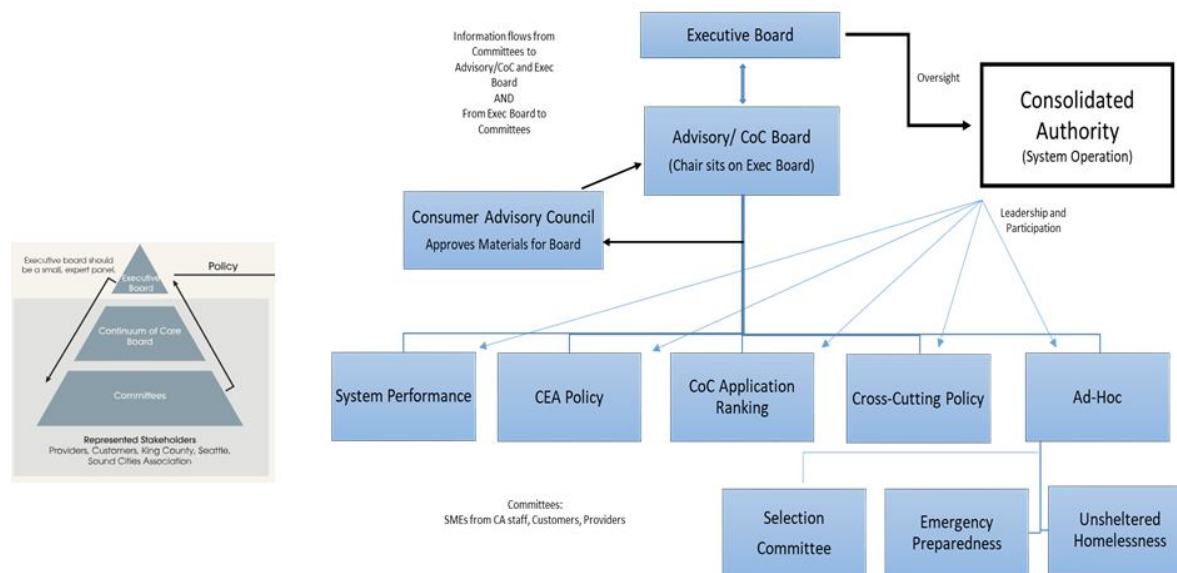 Executive board should
be a small, expert panel.
Policy
Executive
Board
Continuum of Care
Board
Committees
Represented Stakeholders
Providers, Customers, King County, Seattle,
Sound Cities Association
Information flows from
Committees to
Advisory/CoC and Exec
Board
AND
From Exec Board to
Committees
Executive Board
Oversight
Consolidated
Authority
(System Operation)
Advisory/ CoC Board
(Chair sits on Exec Board)
Consumer Advisory Council
Approves Materials for Board
Leadership and
Participation
System Performance
CEA Policy
CoC Application
Ranking
Cross-Cutting Policy
Ad-Hoc
Committees:
SMEs from CA staff, Customers, Providers
Selection
Committee
Emergency
Preparedness
Unsheltered
Homelessness